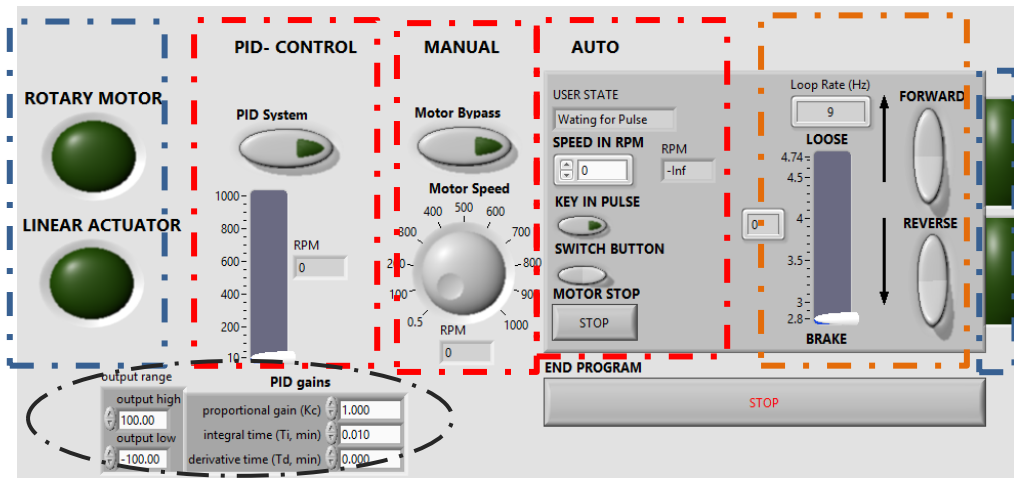 PID- CONTROL
MANUAL
AUTO
ROTARY MOTOR
LINEAR ACTUATOR
PID System
1000
800
600
400
200
10
RPM
0
Motor Bypass
Motor Speed
0.5
100
200
300
400
500
600
700
800
900
1000
RPM
0
USER STATE
Wating for Pulse
SPEED IN RPM
0
RPM
-Inf
KEY IN PULSE
SWITCH BUTTON
MOTOR STOP
STOP
Loop Rate (Hz)
9
LOOSE
4.74
4.5
4
3.5
3
2.8
0
BRAKE
FORWARD
REVERSE
output range
output high
100.00
output low
-100.00
PID gains
proportional gain (Kc) 1.000
integral time (Ti, min) 0.010
derivative time (Td, min) 0.000
END PROGRAM
STOP